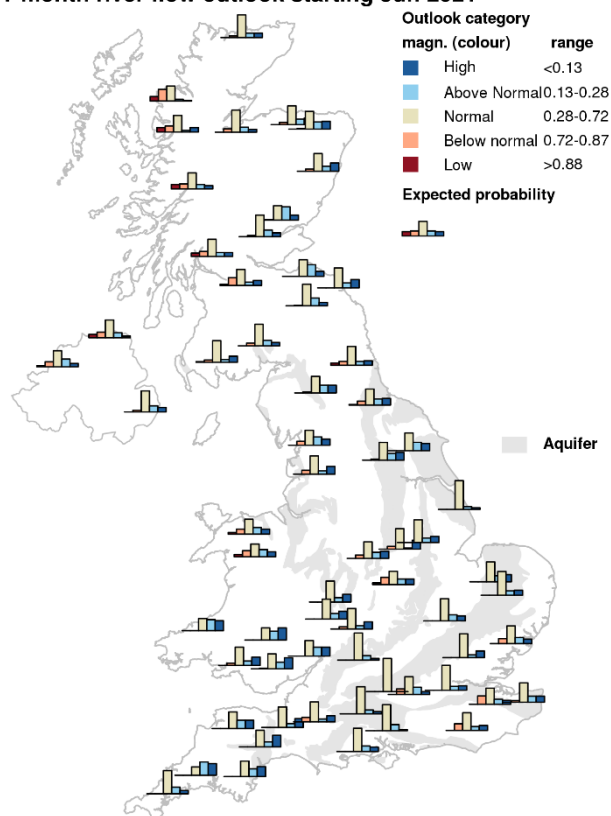 Outlook category
magn. (colour) range
High <0.13
Above Normal 0.13-0.28
Normal 0.28-0.72
Below normal 0.72-0.87
Low >0.88
Expected probability
Aquifer